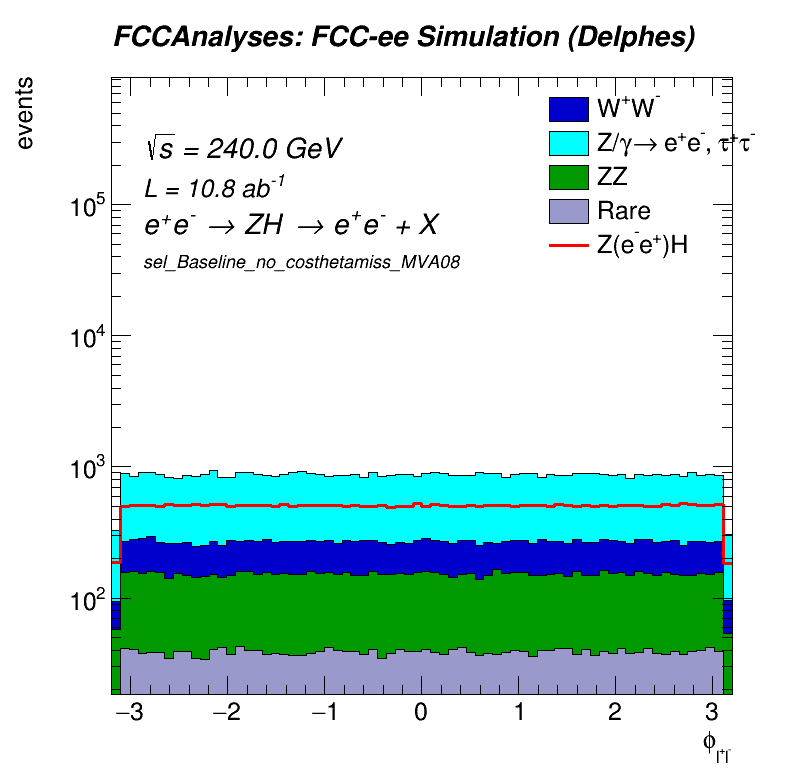 FCCAnalyses: FCC-ee Simulation (Delphes)
events
√s = 240.0 GeV
L = 10.8 ab⁻¹
e⁺e⁻ → ZH → e⁺e⁻ + X
sel_Baseline_no_costhetamiss_MVA08
W⁺W⁻
Z/γ→ e⁺e⁻, τ⁺τ⁻
ZZ
Rare
Z(e⁻e⁺)H
10⁵
10⁴
10³
10²
−3 −2 −1 0 1 2 3
ϕ_l⁺l⁻